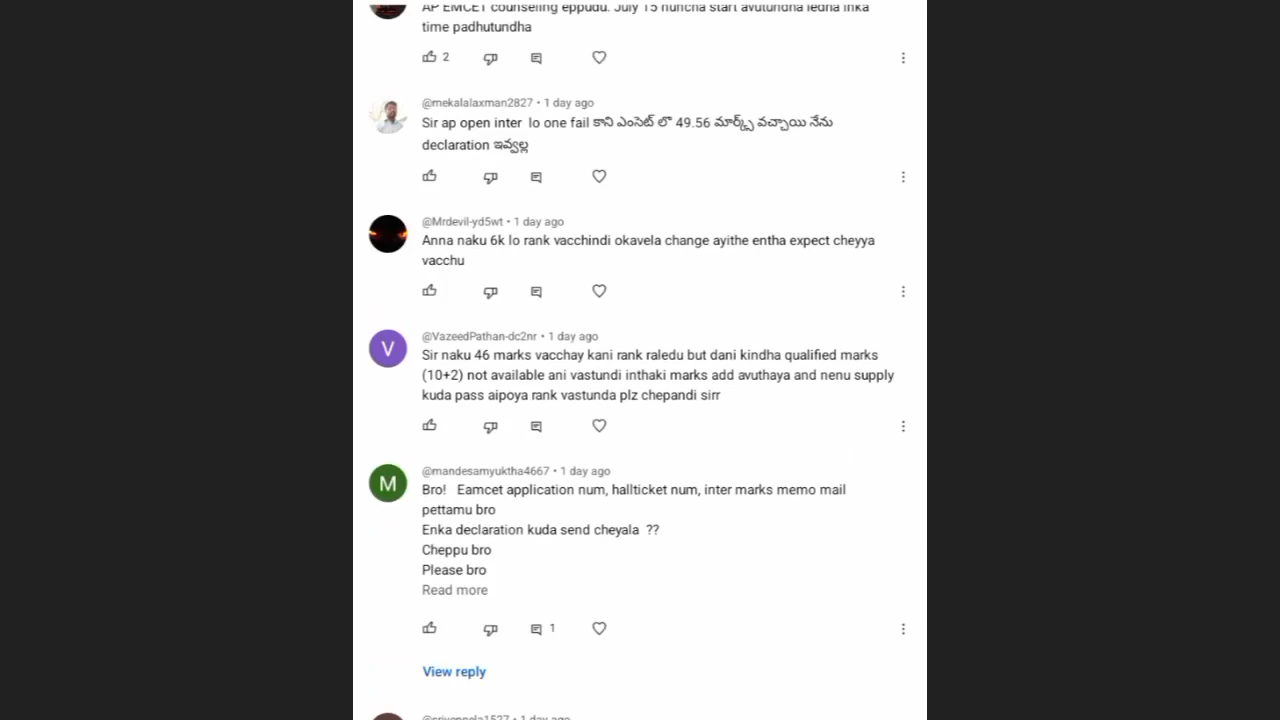 AP EMCET counseling eppudu. July 15 nuncha start avutundha ledha inka
time padhutundha
2
@mekalalaxman2827 • 1 day ago
Sir ap open inter lo one fail కాని ఎంసెట్ లొ 49.56 మార్క్స్ వచ్చాయి నేను
declaration ఇవ్వల్ల
@Mrdevil-yd5wt • 1 day ago
Anna naku 6k lo rank vacchindi okavela change ayithe entha expect cheyya
vacchu
V
@VazeedPathan-dc2nr • 1 day ago
Sir naku 46 marks vacchay kani rank raledu but dani kindha qualified marks
(10+2) not available ani vastundi inthaki marks add avuthaya and nenu supply
kuda pass aipoya rank vastunda plz chepandi sirr
M
@mandesamyuktha4667 • 1 day ago
Bro! Eamcet application num, hallticket num, inter marks memo mail
pettamu bro
Enka declaration kuda send cheyala ??
Cheppu bro
Please bro
Read more
1
View reply
@srivennela1527 • 1 day ago